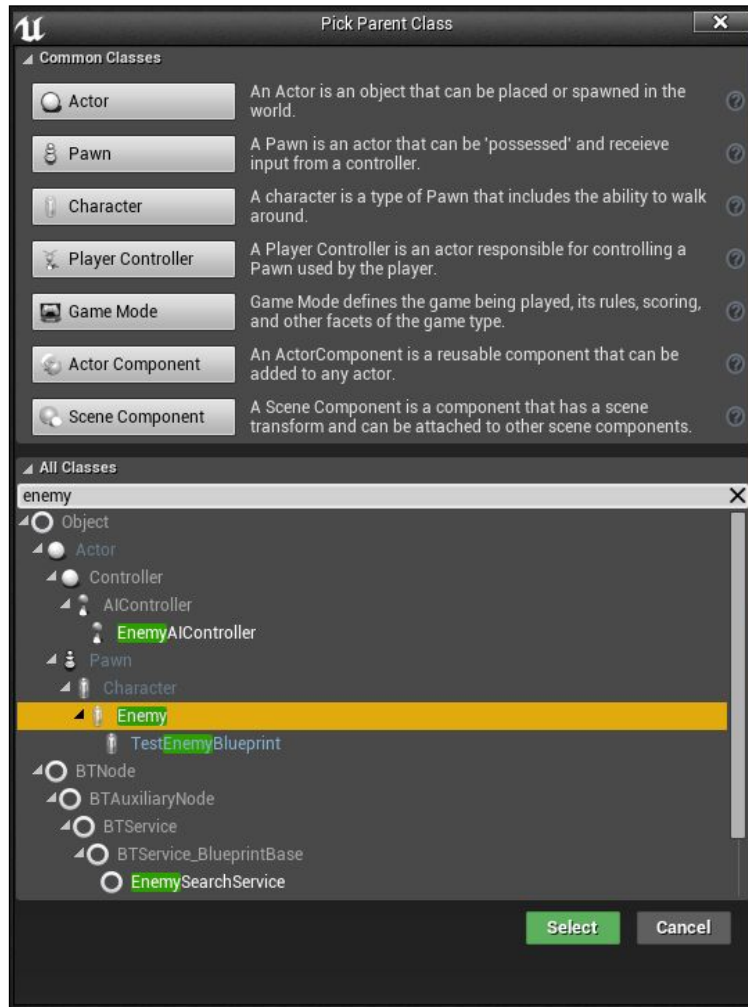 Pick Parent Class
Common Classes
Actor
An Actor is an object that can be placed or spawned in the
world.
Pawn
A Pawn is an actor that can be 'possessed' and receieve
input from a controller.
Character
A character is a type of Pawn that includes the ability to walk
around.
Player Controller
A Player Controller is an actor responsible for controlling a
Pawn used by the player.
Game Mode
Game Mode defines the game being played, its rules, scoring,
and other facets of the game type.
Actor Component
An ActorComponent is a reusable component that can be
added to any actor.
Scene Component
A Scene Component is a component that has a scene
transform and can be attached to other scene components.
All Classes
enemy
Object
Actor
Controller
AIController
EnemyAIController
Pawn
Character
Enemy
TestEnemyBlueprint
BTNode
BTAuxiliaryNode
BTService
BTService_BlueprintBase
EnemySearchService
Select
Cancel